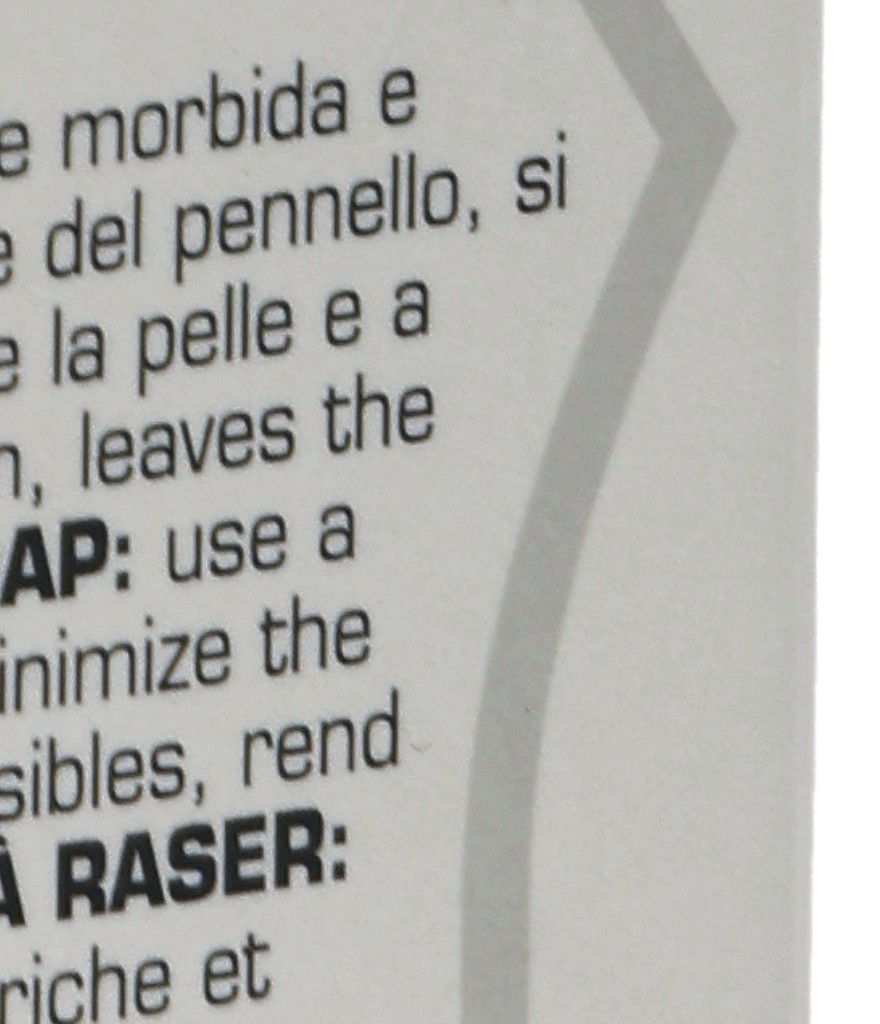 e morbida e
e del pennello, si
e la pelle e a
n, leaves the
AP: use a
inimize the
sibles, rend
À RASER:
riche et